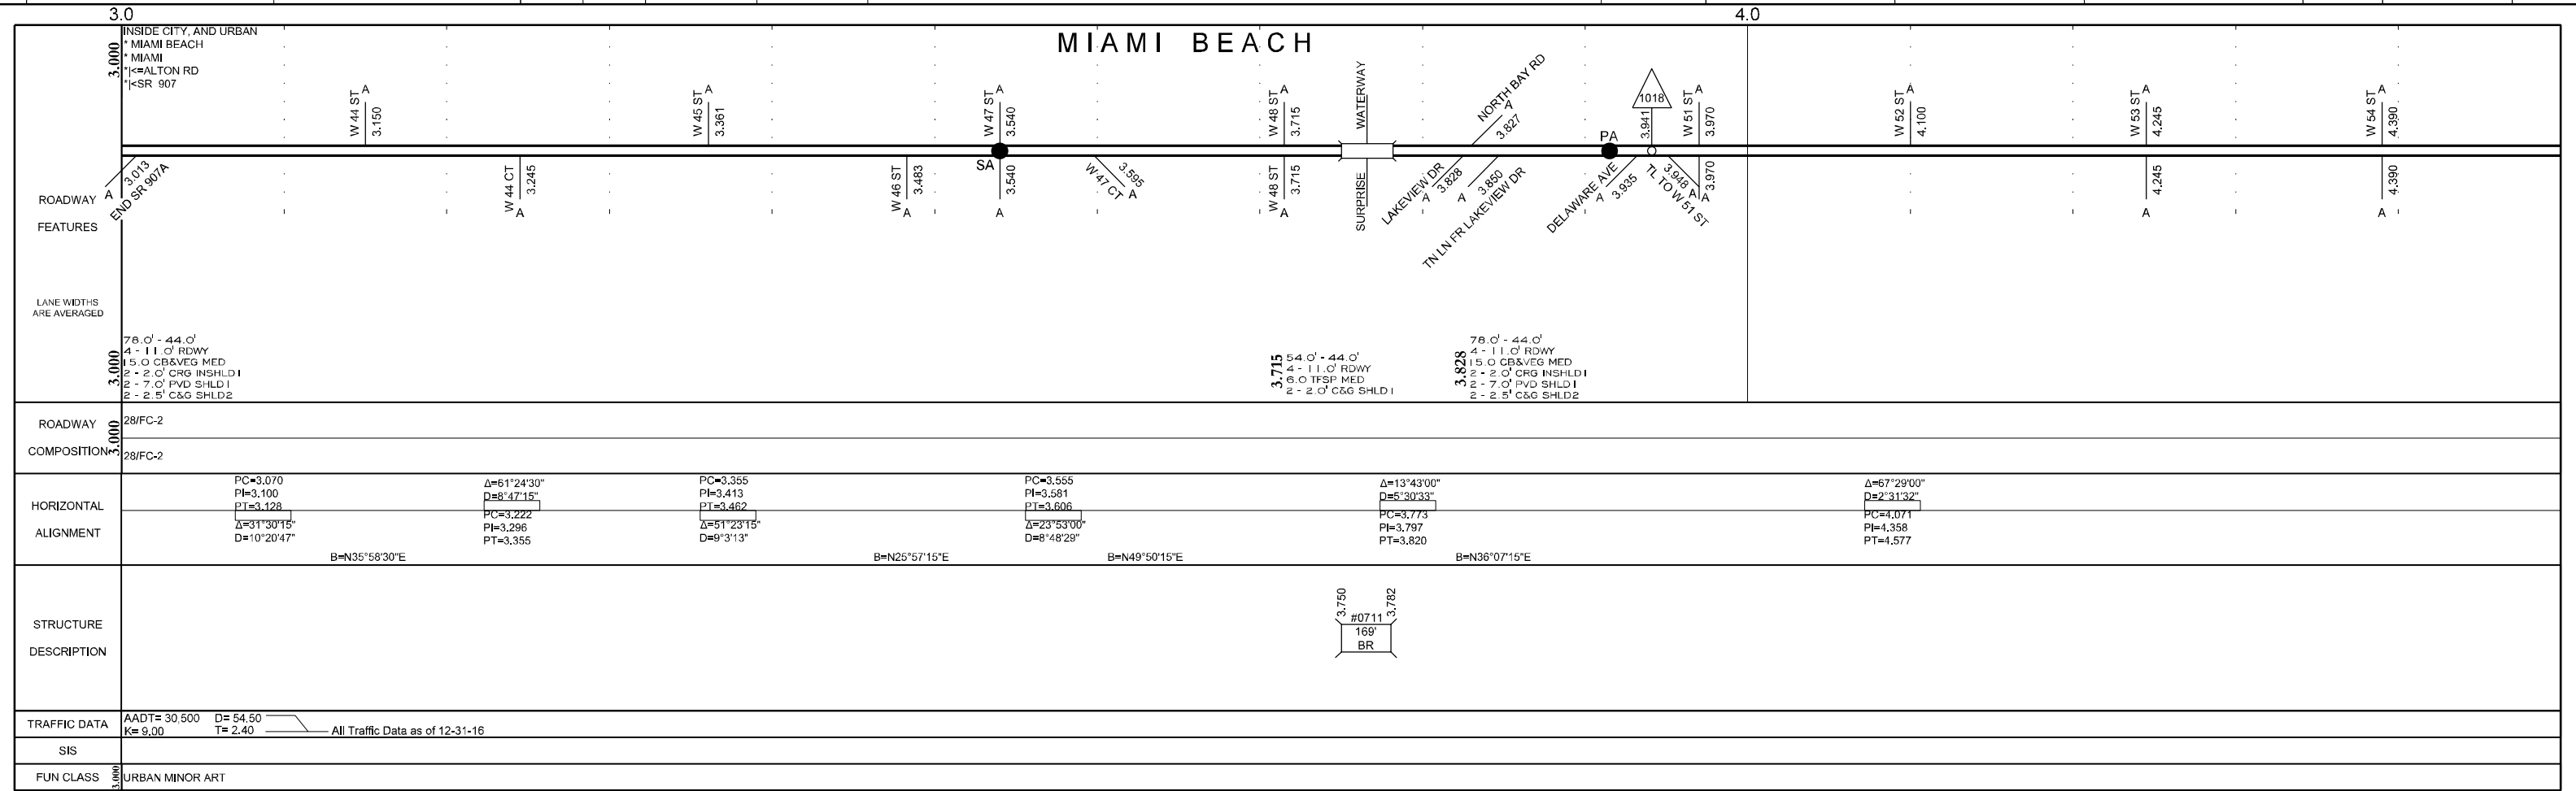 3.0
4.0
3.000
INSIDE CITY, AND URBAN
* MIAMI BEACH
* MIAMI
*|<=ALTON RD
*|<SR 907
MIAMI BEACH
W 44 ST
A
3.150
W 45 ST
A
3.361
W 47 ST
A
3.540
W 48 ST
A
3.715
WATERWAY
NORTH BAY RD
A
3.827
PA
1018
3.941
W 51 ST
A
3.970
W 52 ST
A
4.100
W 53 ST
A
4.245
W 54 ST
A
4.390
ROADWAY
FEATURES
A
3.013
END SR 907A
W 44 CT
3.245
A
W 46 ST
3.483
A
SA
3.540
A
3.595
W 47 CT
A
W 48 ST
3.715
A
SURPRISE
LAKEVIEW DR
3.828
A
3.850
A
TN LN FR LAKEVIEW DR
DELAWARE AVE
3.935
A
3.948
A
TL TO W 51 ST
3.970
A
4.245
A
4.390
A
LANE WIDTHS
ARE AVERAGED
3.000
78.0' - 44.0'
4 - 11.0' RDWY
15.0 CB&VEG MED
2 - 2.0' CRG INSHLD1
2 - 7.0' PVD SHLD1
2 - 2.5' C&G SHLD2
3.715
54.0' - 44.0'
4 - 11.0' RDWY
6.0 TFSP MED
2 - 2.0' C&G SHLD1
3.828
78.0' - 44.0'
4 - 11.0' RDWY
15.0 CB&VEG MED
2 - 2.0' CRG INSHLD1
2 - 7.0' PVD SHLD1
2 - 2.5' C&G SHLD2
ROADWAY
COMPOSITION
3.000
28/FC-2
28/FC-2
HORIZONTAL
ALIGNMENT
PC=3.070
PI=3.100
PT=3.128
Δ=31°30'15"
D=10°20'47"
B=N35°58'30"E
Δ=61°24'30"
D=8°47'15"
PC=3.222
PI=3.296
PT=3.355
PC=3.355
PI=3.413
PT=3.462
Δ=51°23'15"
D=9°3'13"
B=N25°57'15"E
PC=3.555
PI=3.581
PT=3.606
Δ=23°53'00"
D=8°48'29"
B=N49°50'15"E
Δ=13°43'00"
D=5°30'33"
PC=3.773
PI=3.797
PT=3.820
B=N36°07'15"E
Δ=67°29'00"
D=2°31'32"
PC=4.071
PI=4.358
PT=4.577
STRUCTURE
DESCRIPTION
3.750
3.782
#0711
169'
BR
TRAFFIC DATA
AADT= 30,500 D= 54.50
K= 9.00 T= 2.40
All Traffic Data as of 12-31-16
SIS
FUN CLASS
3.000
URBAN MINOR ART